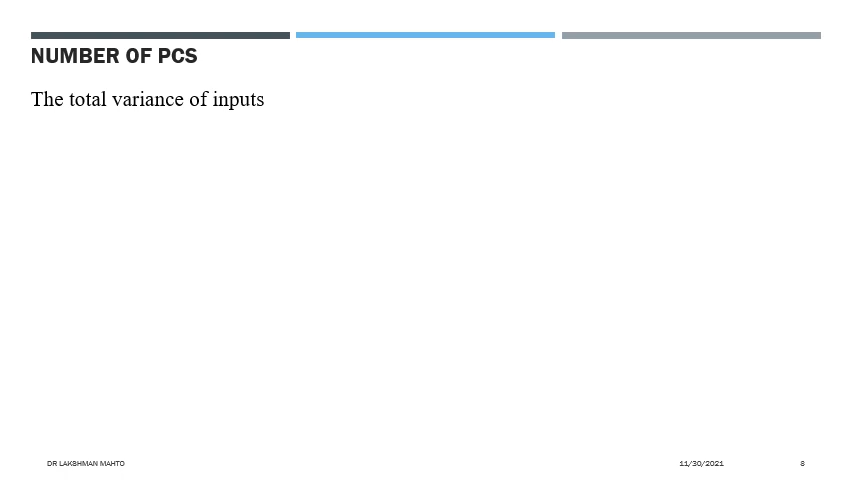 NUMBER OF PCS
The total variance of inputs
DR LAKSHMAN MAHTO
11/30/2021
8